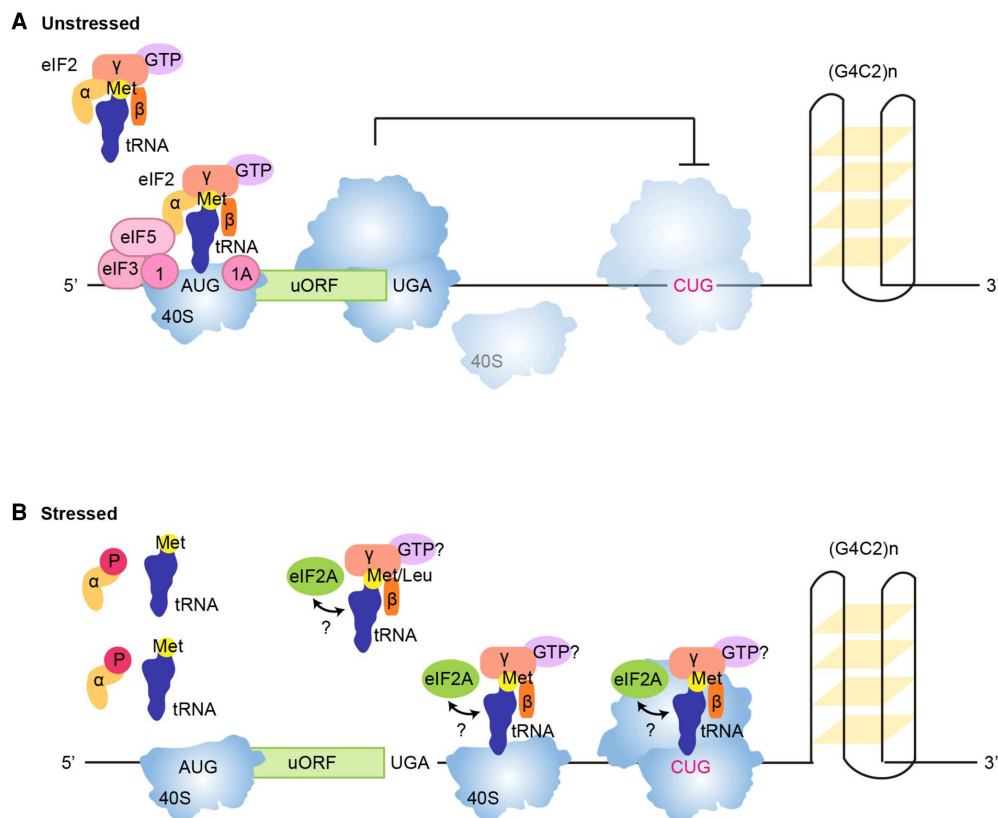 A Unstressed
eIF2
γ
GTP
α
Met
β
tRNA
(G4C2)n
eIF2
γ
GTP
α
Met
β
tRNA
eIF5
eIF3
1
AUG
1A
5’
uORF
UGA
CUG
3’
40S
40S
B Stressed
P
Met
α
tRNA
γ
GTP?
eIF2A
Met/Leu
β
?
tRNA
(G4C2)n
P
Met
α
tRNA
γ
GTP?
eIF2A
Met
β
?
tRNA
γ
GTP?
eIF2A
Met
β
?
tRNA
5’
AUG
uORF
UGA
CUG
3’
40S
40S